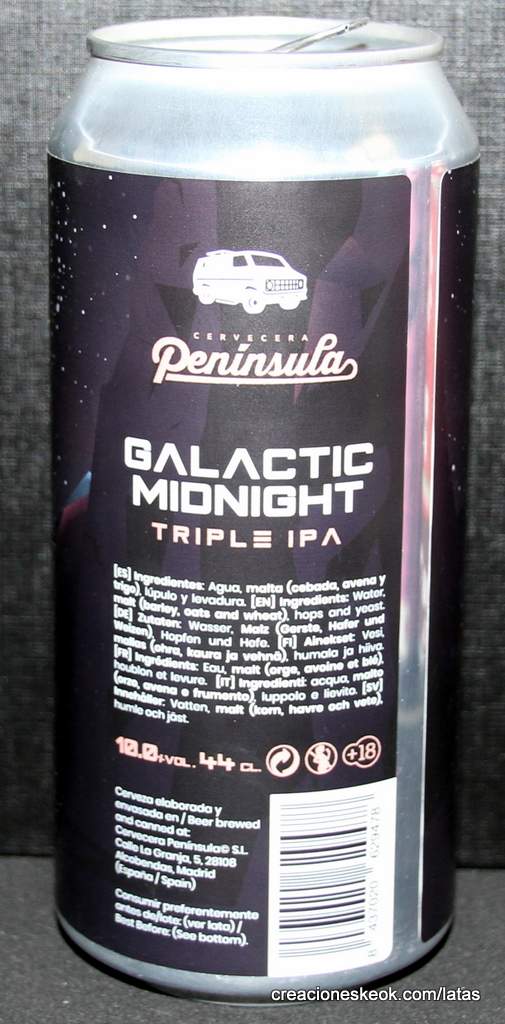 CERVECERA
Península
GALACTIC
MIDNIGHT
TRIPLE IPA
[ES] Ingredientes: Agua, malta (cebada, avena y
trigo), lúpulo y levadura. [EN] Ingredients: Water,
malt (barley, oats and wheat), hops and yeast.
[DE] Zutaten: Wasser, Malz (Gerste, Hafer und
Weizen), Hopfen und Hefe. [FI] Ainekset: Vesi,
mallas (ohra, kaura ja vehnä), humala ja hiiva.
[FR] Ingrédients: Eau, malt (orge, avoine et blé),
houblon et levure. [IT] Ingredienti: acqua, malto
(orzo, avena e frumento), luppolo e lievito. [SV]
Innehåller: Vatten, malt (korn, havre och vete),
humle och jäst.
10.0%VOL. 44 CL. +18
Cerveza elaborada y
envasada en / Beer brewed
and canned at:
Cervecera Península© S.L.
Calle La Granja, 5, 28108
Alcobendas, Madrid
(España / Spain)
Consumir preferentemente
antes de/lote: (ver lata) /
Best Before: (See bottom).
8 437020 629478
creacioneskeok.com/latas